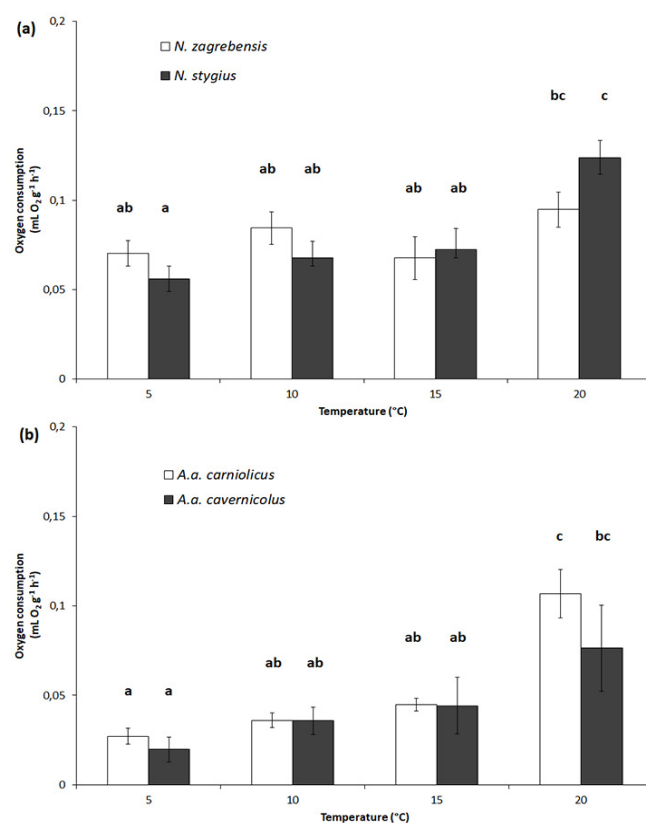 (a)
0,2
0,15
0,1
0,05
0
Oxygen consumption
(mL O₂ g⁻¹ h⁻¹)
N. zagrebensis
N. stygius
ab a
ab ab
ab ab
bc c
5 10 15 20
Temperature (°C)
(b)
0,2
0,15
0,1
0,05
0
Oxygen consumption
(mL O₂ g⁻¹ h⁻¹)
A.a. carniolicus
A.a. cavernicolus
a a
ab ab
ab ab
c bc
5 10 15 20
Temperature (°C)